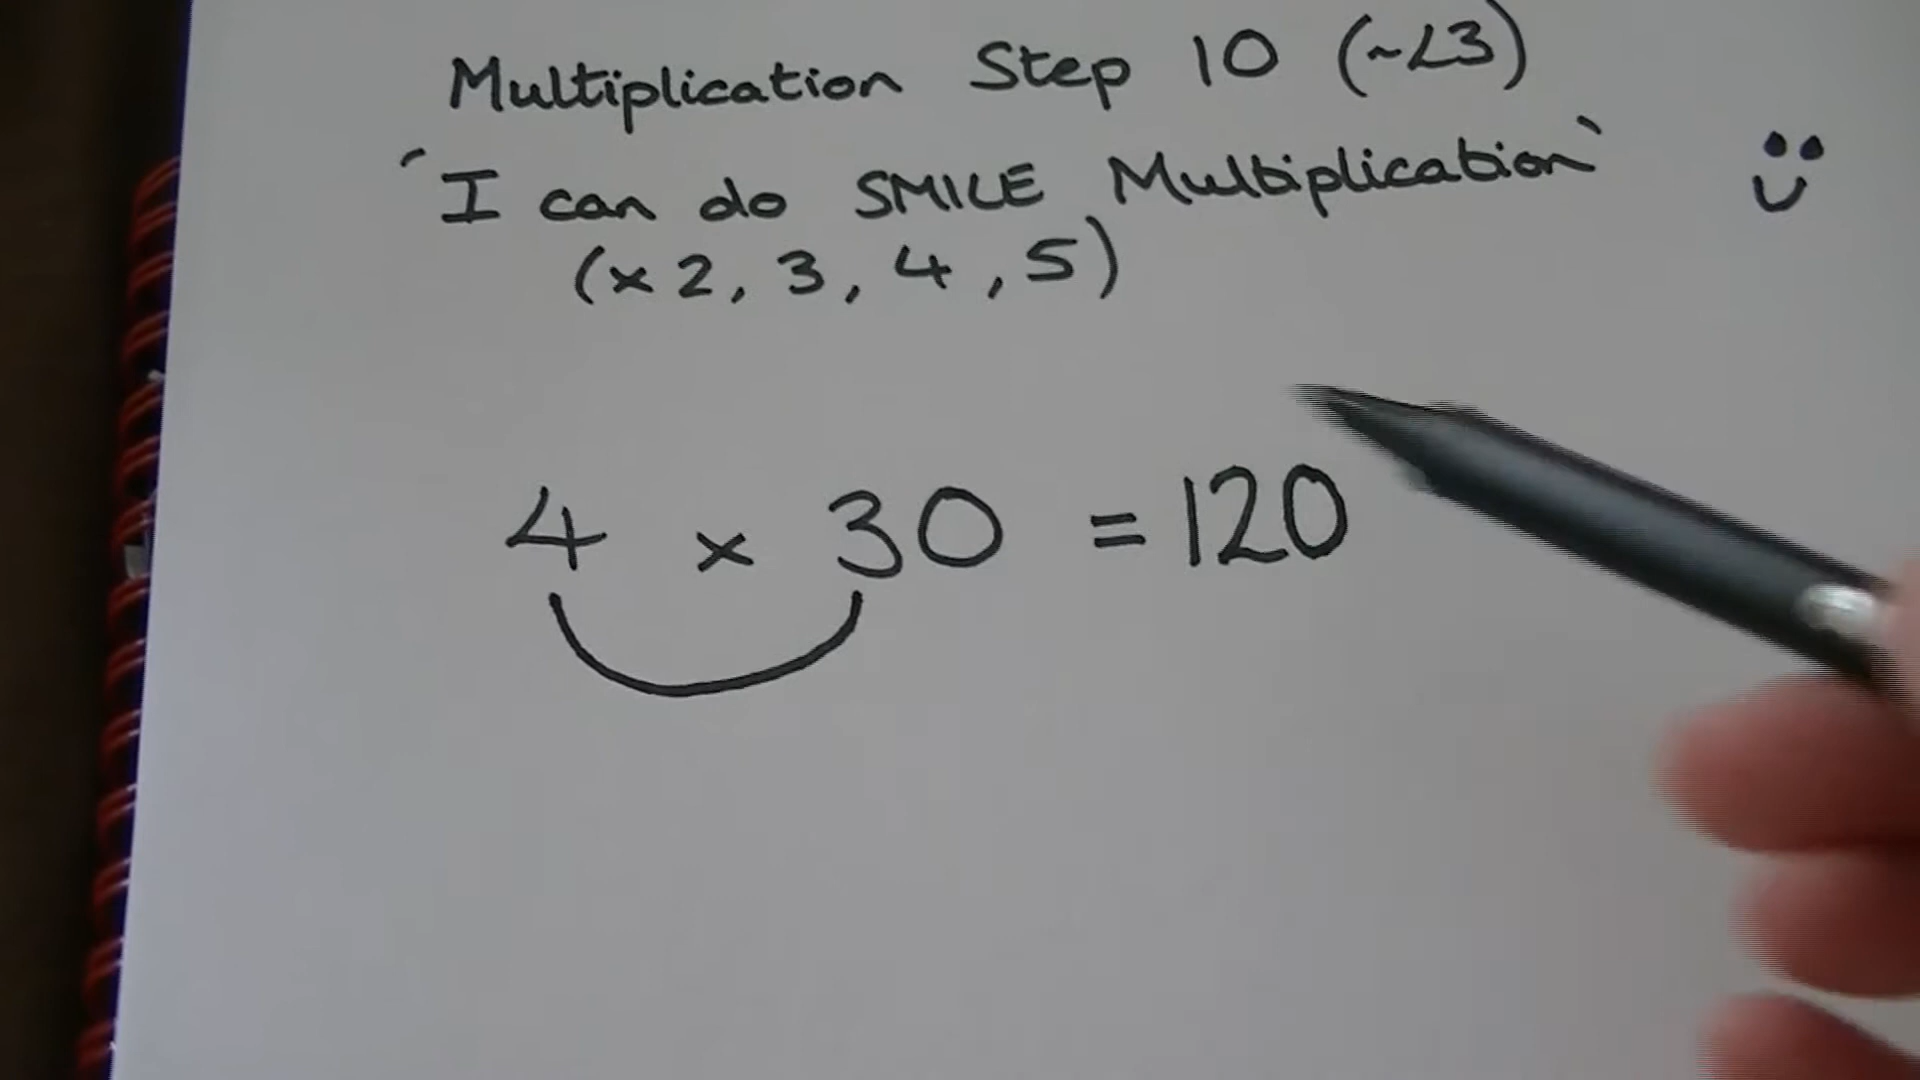 Multiplication Step 10 (~L3)
'I can do SMILE Multiplication'
(x 2, 3, 4, 5)
4 x 30 = 120